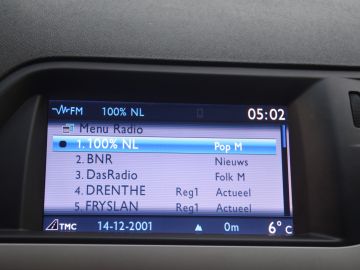 FM 100% NL 05:02
Menu Radio
1. 100% NL Pop M
2. BNR Nieuws
3. DasRadio Folk M
4. DRENTHE Reg1 Actueel
5. FRYSLAN Reg1 Actueel
TMC 14-12-2001 0m 6°C